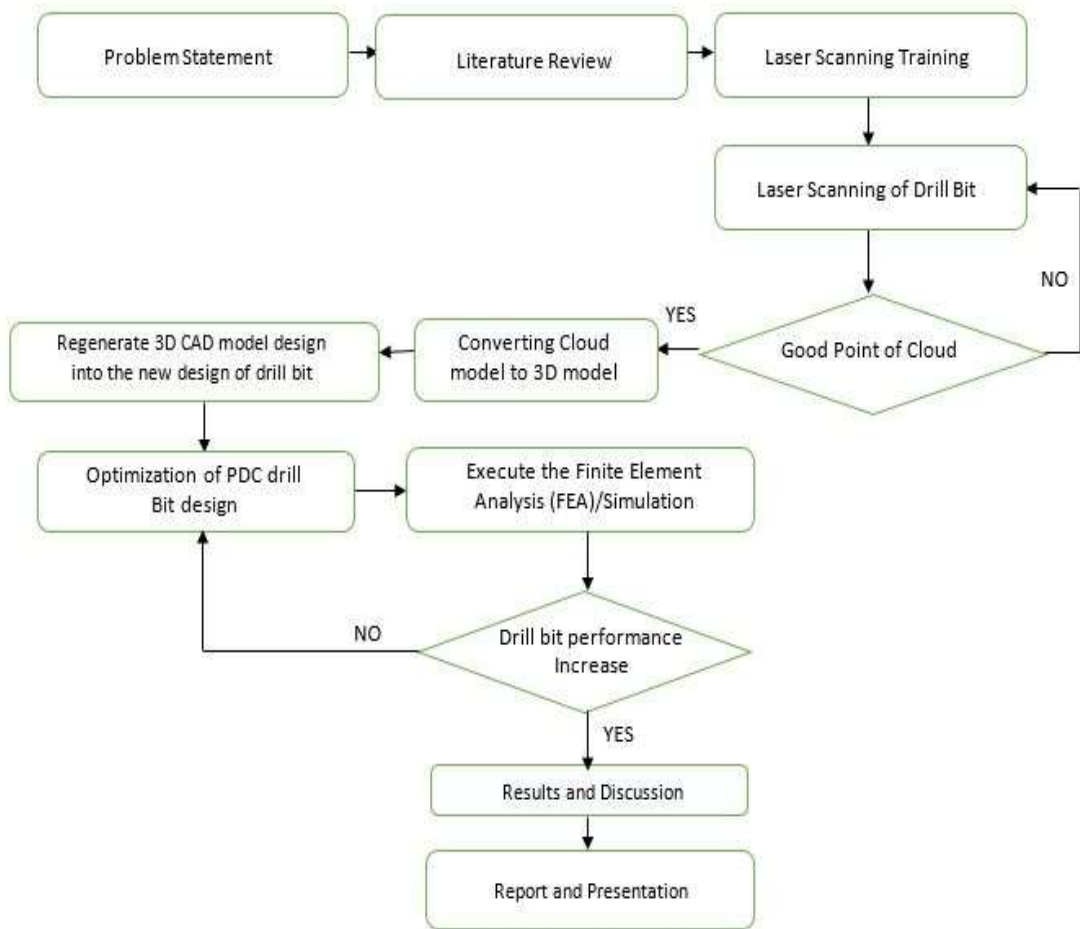 Problem Statement
Literature Review
Laser Scanning Training
Laser Scanning of Drill Bit
NO
Good Point of Cloud
YES
Converting Cloud
model to 3D model
Regenerate 3D CAD model design
into the new design of drill bit
Optimization of PDC drill
Bit design
Execute the Finite Element
Analysis (FEA)/Simulation
Drill bit performance
Increase
NO
YES
Results and Discussion
Report and Presentation